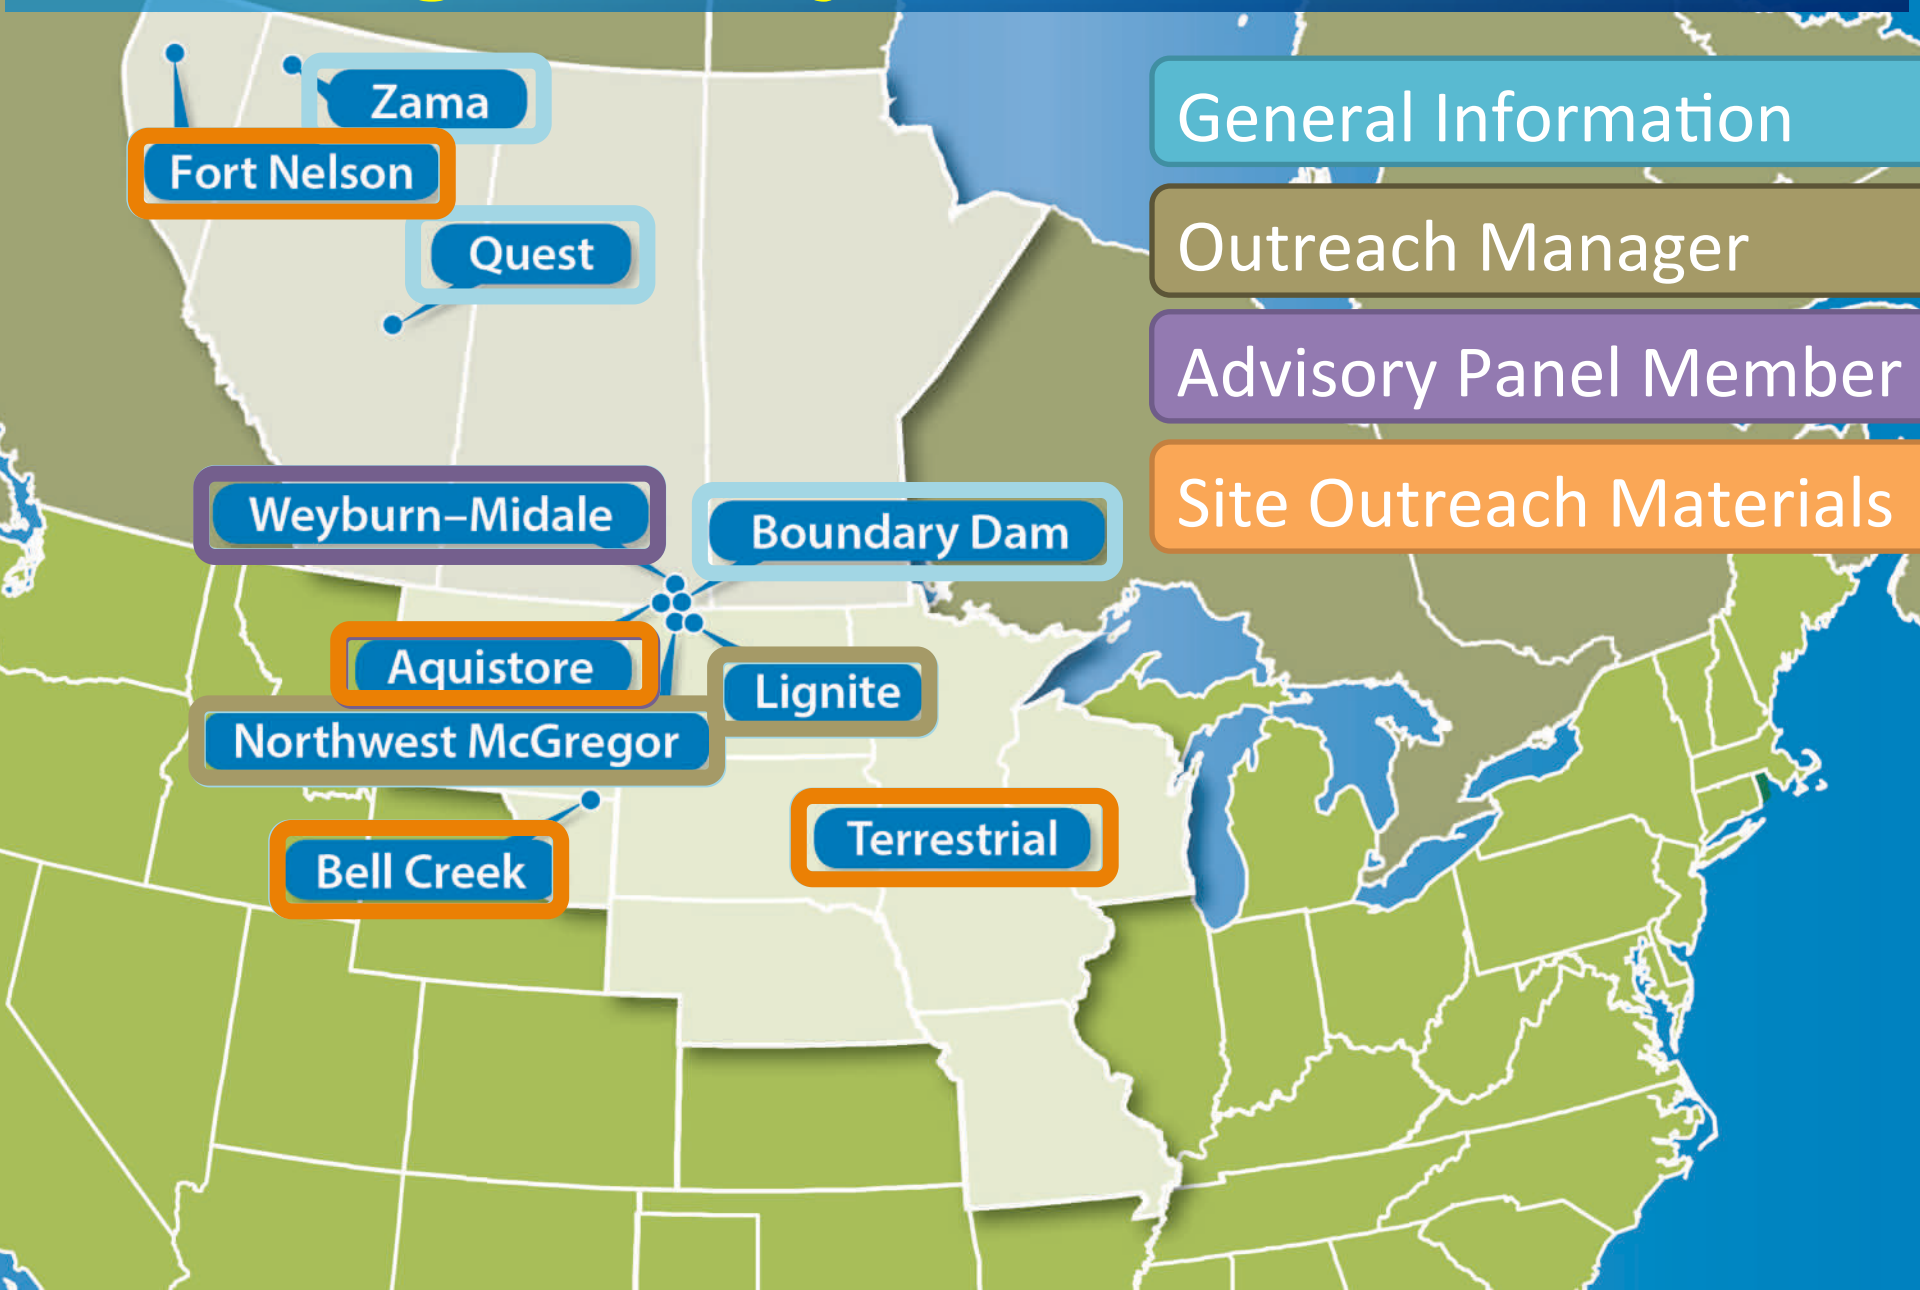 Zama
General Information
Fort Nelson
Quest
Outreach Manager
Advisory Panel Member
Weyburn–Midale
Boundary Dam
Site Outreach Materials
Aquistore
Lignite
Northwest McGregor
Terrestrial
Bell Creek